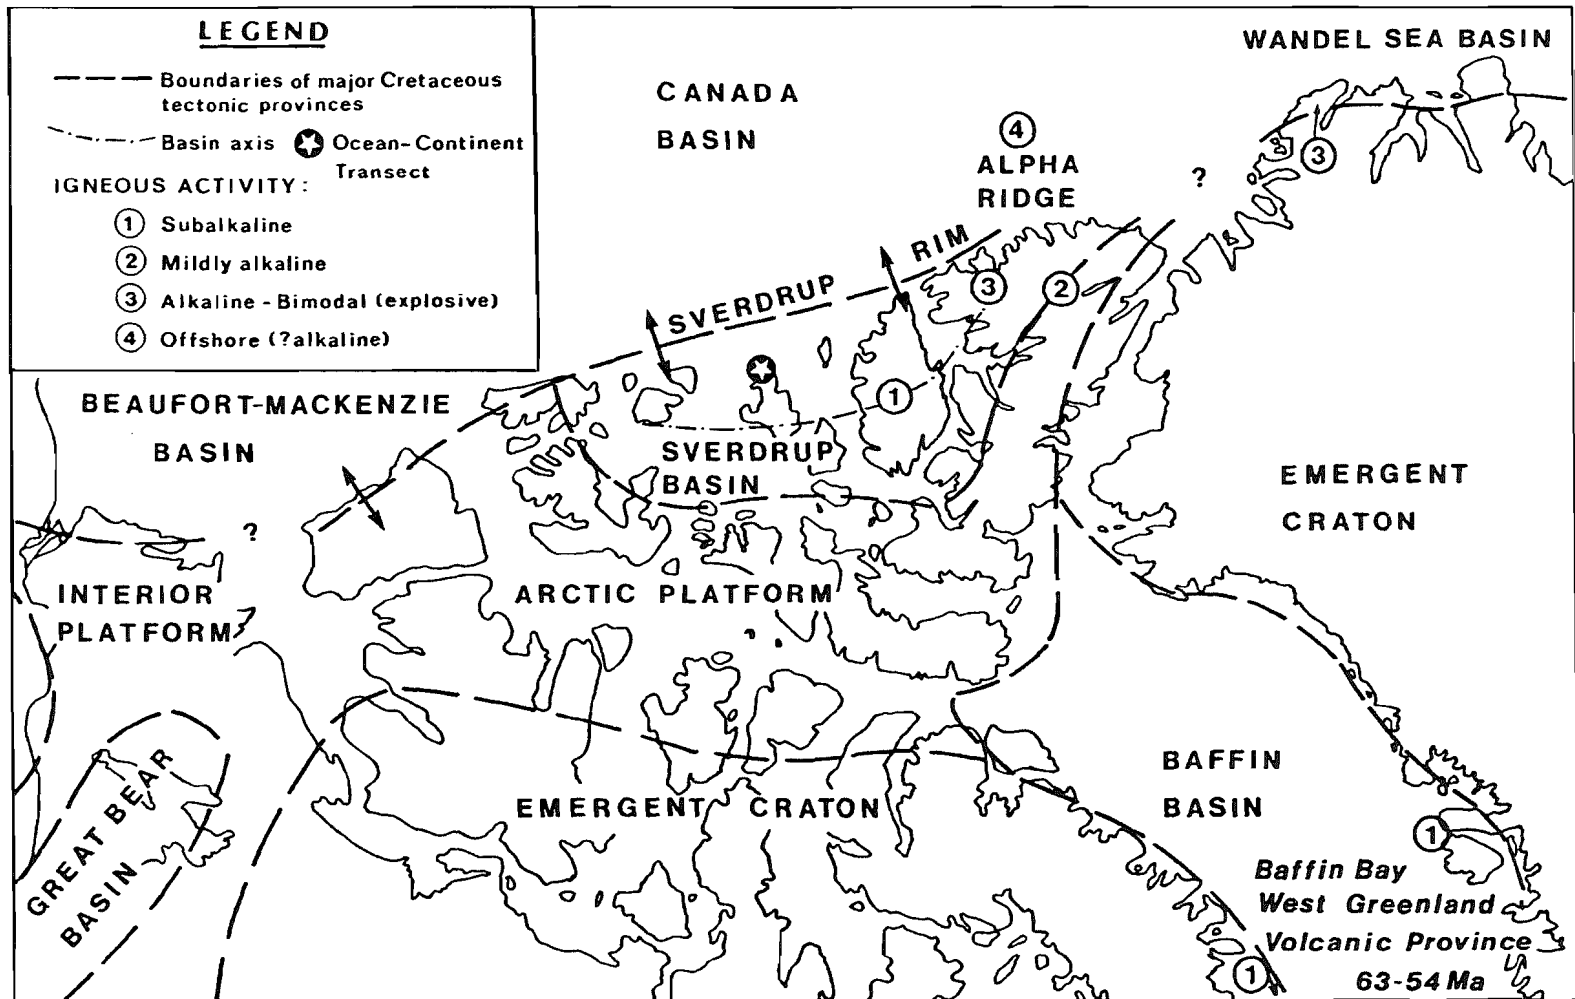 LEGEND
Boundaries of major Cretaceous
tectonic provinces
Basin axis
Ocean-Continent
Transect
IGNEOUS ACTIVITY:
1 Subalkaline
2 Mildly alkaline
3 Alkaline - Bimodal (explosive)
4 Offshore (?alkaline)
WANDEL SEA BASIN
CANADA
BASIN
4
ALPHA
RIDGE
?
3
SVERDRUP RIM
3
2
1
BEAUFORT-MACKENZIE
BASIN
SVERDRUP
BASIN
EMERGENT
CRATON
?
INTERIOR
PLATFORM
ARCTIC PLATFORM
GREAT BEAR
BASIN
EMERGENT CRATON
BAFFIN
BASIN
1
Baffin Bay
West Greenland
Volcanic Province
63-54 Ma
1